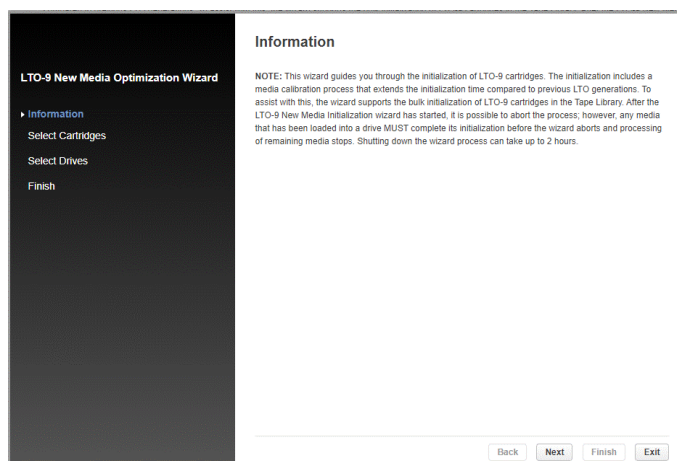 Information
LTO-9 New Media Optimization Wizard
Information
Select Cartridges
Select Drives
Finish
NOTE: This wizard guides you through the initialization of LTO-9 cartridges. The initialization includes a
media calibration process that extends the initialization time compared to previous LTO generations. To
assist with this, the wizard supports the bulk initialization of LTO-9 cartridges in the Tape Library. After the
LTO-9 New Media Initialization wizard has started, it is possible to abort the process; however, any media
that has been loaded into a drive MUST complete its initialization before the wizard aborts and processing
of remaining media stops. Shutting down the wizard process can take up to 2 hours.
Back Next Finish Exit